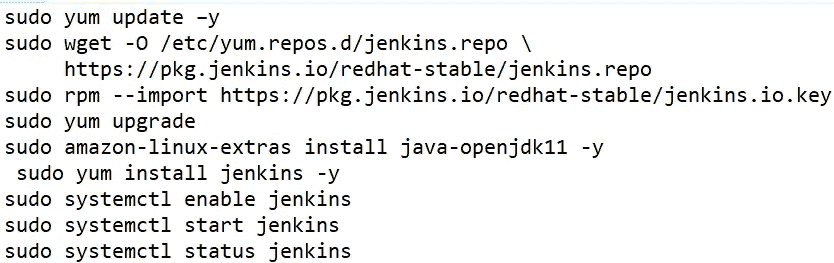 sudo yum update –y
sudo wget -O /etc/yum.repos.d/jenkins.repo \
https://pkg.jenkins.io/redhat-stable/jenkins.repo
sudo rpm --import https://pkg.jenkins.io/redhat-stable/jenkins.io.key
sudo yum upgrade
sudo amazon-linux-extras install java-openjdk11 -y
sudo yum install jenkins -y
sudo systemctl enable jenkins
sudo systemctl start jenkins
sudo systemctl status jenkins